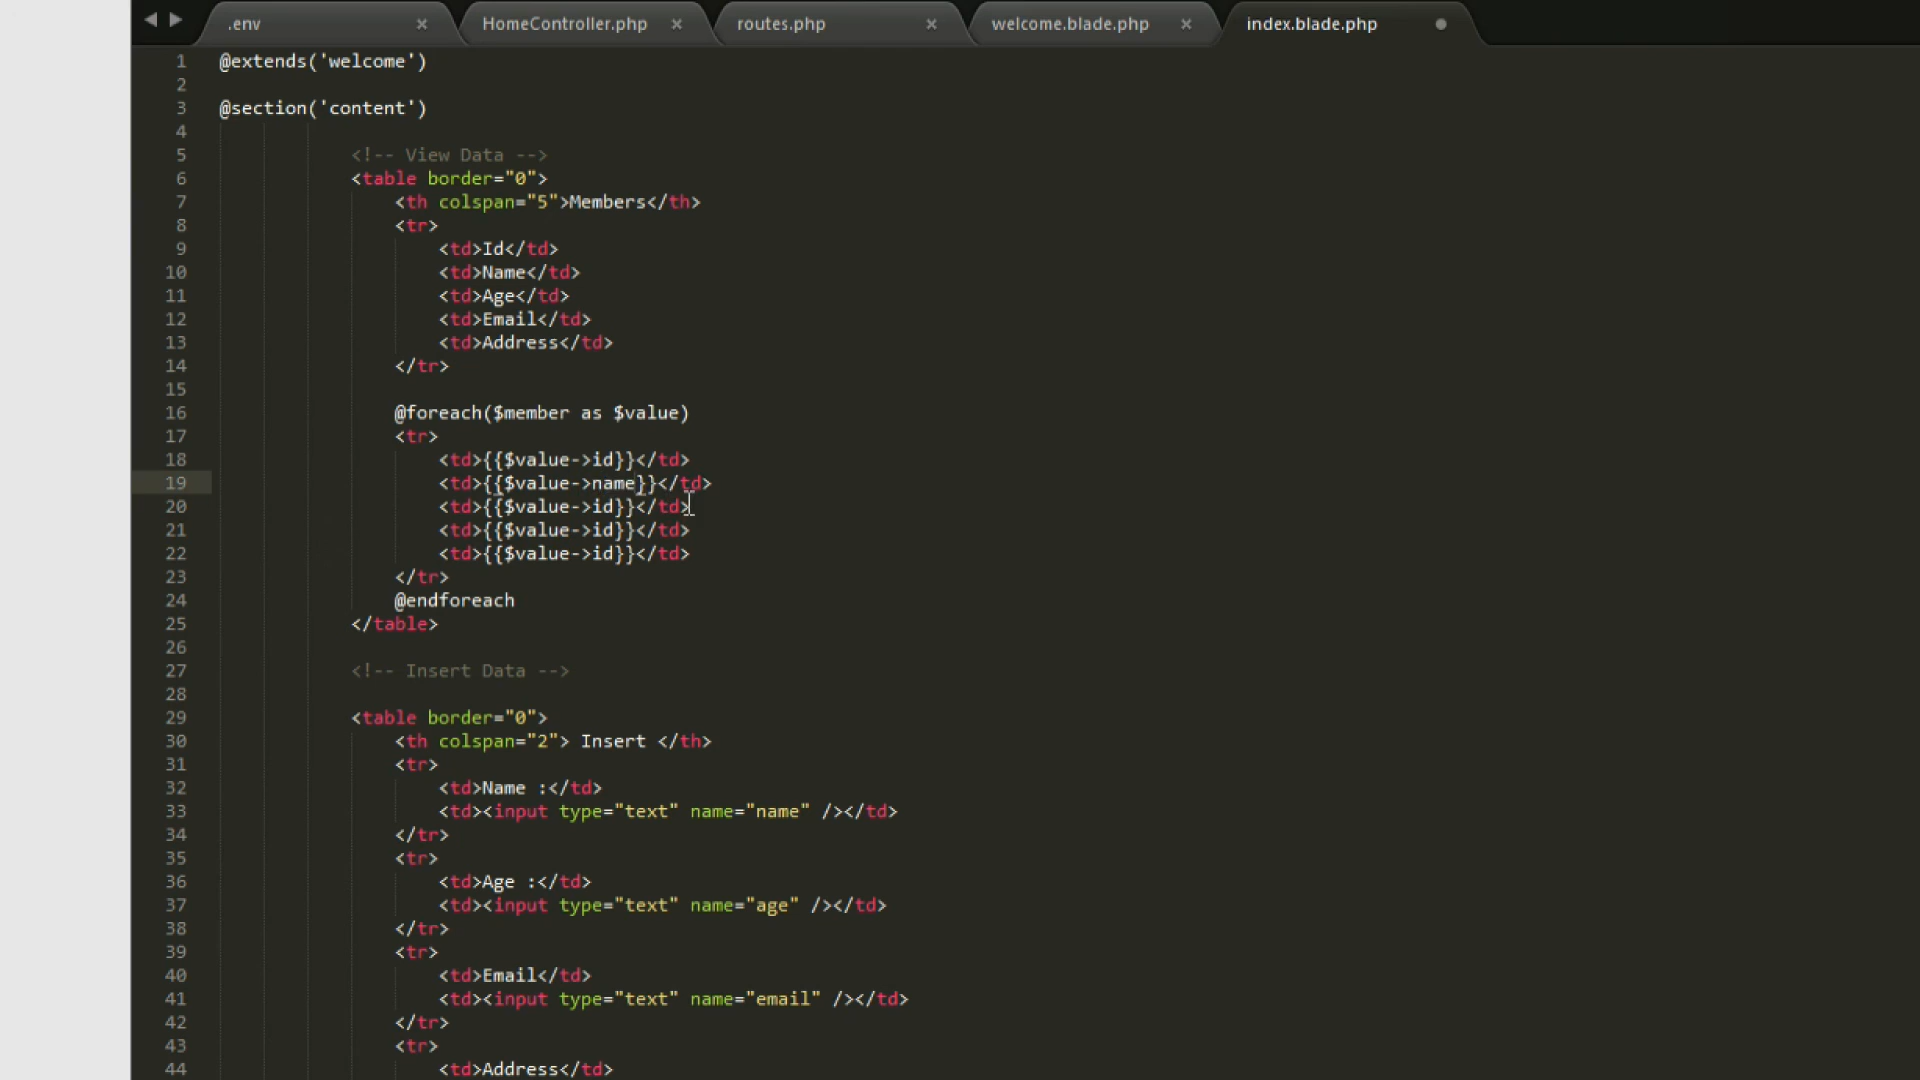 .env × HomeController.php × routes.php × welcome.blade.php × index.blade.php
1 @extends('welcome')
2
3 @section('content')
4
5 <!-- View Data -->
6 <table border="0">
7 <th colspan="5">Members</th>
8 <tr>
9 <td>Id</td>
10 <td>Name</td>
11 <td>Age</td>
12 <td>Email</td>
13 <td>Address</td>
14 </tr>
15
16 @foreach($member as $value)
17 <tr>
18 <td>{{$value->id}}</td>
19 <td>{{$value->name}}</td>
20 <td>{{$value->id}}</td>
21 <td>{{$value->id}}</td>
22 <td>{{$value->id}}</td>
23 </tr>
24 @endforeach
25 </table>
26
27 <!-- Insert Data -->
28
29 <table border="0">
30 <th colspan="2"> Insert </th>
31 <tr>
32 <td>Name :</td>
33 <td><input type="text" name="name" /></td>
34 </tr>
35 <tr>
36 <td>Age :</td>
37 <td><input type="text" name="age" /></td>
38 </tr>
39 <tr>
40 <td>Email</td>
41 <td><input type="text" name="email" /></td>
42 </tr>
43 <tr>
44 <td>Address</td>